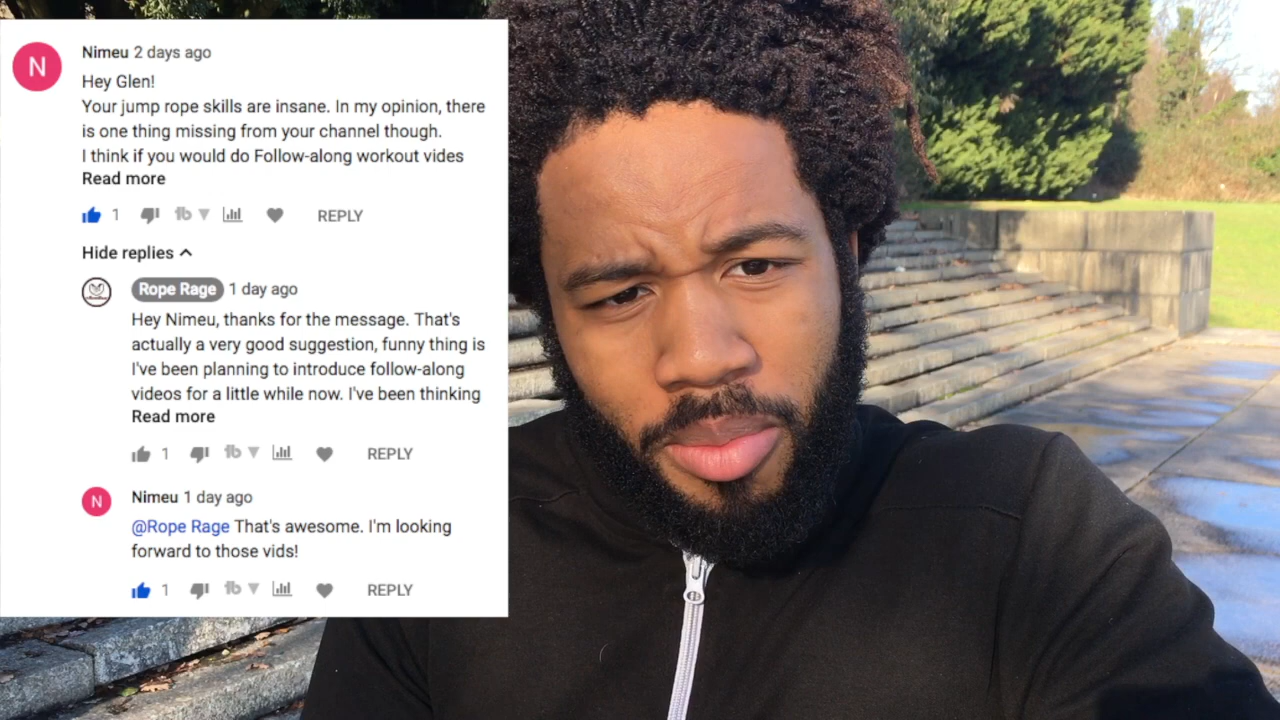 N
Nimeu 2 days ago
Hey Glen!
Your jump rope skills are insane. In my opinion, there
is one thing missing from your channel though.
I think if you would do Follow-along workout vides
Read more
1 tb REPLY
Hide replies
Rope Rage 1 day ago
Hey Nimeu, thanks for the message. That's
actually a very good suggestion, funny thing is
I've been planning to introduce follow-along
videos for a little while now. I've been thinking
Read more
1 tb REPLY
N
Nimeu 1 day ago
@Rope Rage That's awesome. I'm looking
forward to those vids!
1 tb REPLY